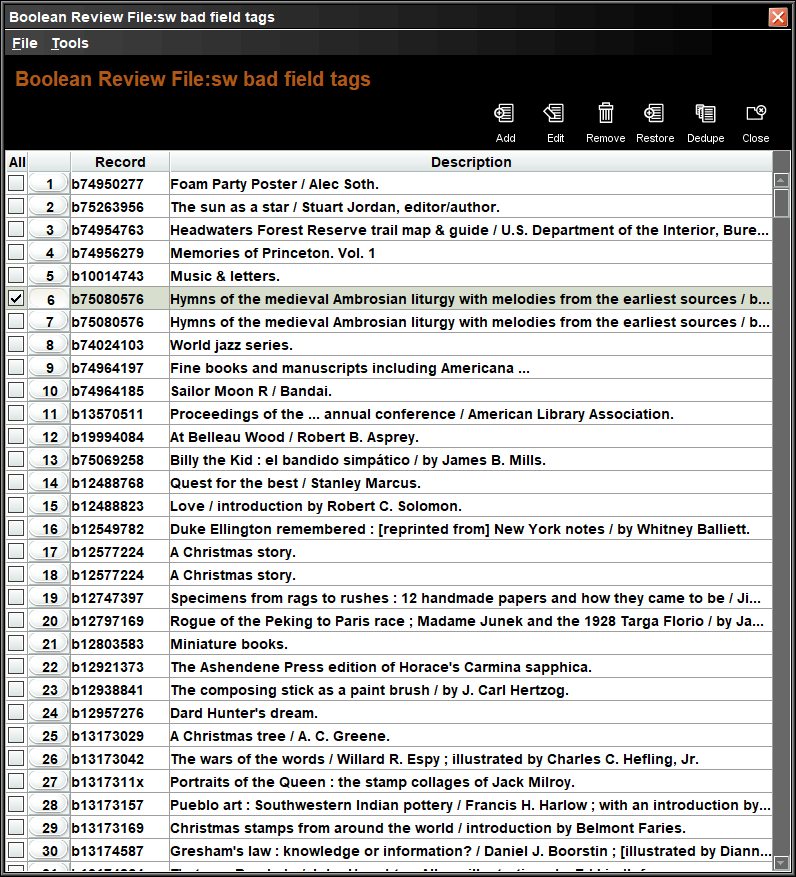 Boolean Review File:sw bad field tags
File Tools
Boolean Review File:sw bad field tags
Add Edit Remove Restore Dedupe Close
All Record Description
1 b74950277 Foam Party Poster / Alec Soth.
2 b75263956 The sun as a star / Stuart Jordan, editor/author.
3 b74954763 Headwaters Forest Reserve trail map & guide / U.S. Department of the Interior, Bure...
4 b74956279 Memories of Princeton. Vol. 1
5 b10014743 Music & letters.
6 b75080576 Hymns of the medieval Ambrosian liturgy with melodies from the earliest sources / b...
7 b75080576 Hymns of the medieval Ambrosian liturgy with melodies from the earliest sources / b...
8 b74024103 World jazz series.
9 b74964197 Fine books and manuscripts including Americana ...
10 b74964185 Sailor Moon R / Bandai.
11 b13570511 Proceedings of the ... annual conference / American Library Association.
12 b19994084 At Belleau Wood / Robert B. Asprey.
13 b75069258 Billy the Kid : el bandido simpático / by James B. Mills.
14 b12488768 Quest for the best / Stanley Marcus.
15 b12488823 Love / introduction by Robert C. Solomon.
16 b12549782 Duke Ellington remembered : [reprinted from] New York notes / by Whitney Balliett.
17 b12577224 A Christmas story.
18 b12577224 A Christmas story.
19 b12747397 Specimens from rags to rushes : 12 handmade papers and how they came to be / Ji...
20 b12797169 Rogue of the Peking to Paris race ; Madame Junek and the 1928 Targa Florio / by Ja...
21 b12803583 Miniature books.
22 b12921373 The Ashendene Press edition of Horace's Carmina sapphica.
23 b12938841 The composing stick as a paint brush / by J. Carl Hertzog.
24 b12957276 Dard Hunter's dream.
25 b13173029 A Christmas tree / A. C. Greene.
26 b13173042 The wars of the words / Willard R. Espy ; illustrated by Charles C. Hefling, Jr.
27 b1317311x Portraits of the Queen : the stamp collages of Jack Milroy.
28 b13173157 Pueblo art : Southwestern Indian pottery / Francis H. Harlow ; with an introduction by...
29 b13173169 Christmas stamps from around the world / introduction by Belmont Faries.
30 b13174587 Gresham's law : knowledge or information? / Daniel J. Boorstin ; [illustrated by Diann...